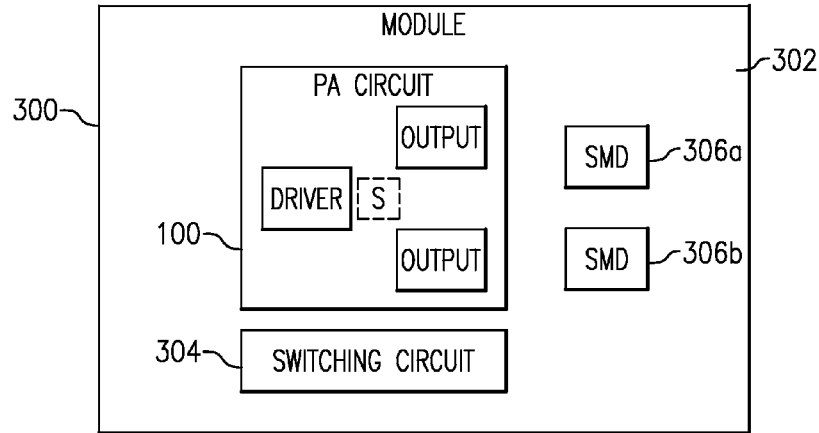 MODULE
302
300
PA CIRCUIT
OUTPUT
SMD
306a
DRIVER
S
100
OUTPUT
SMD
306b
304
SWITCHING CIRCUIT